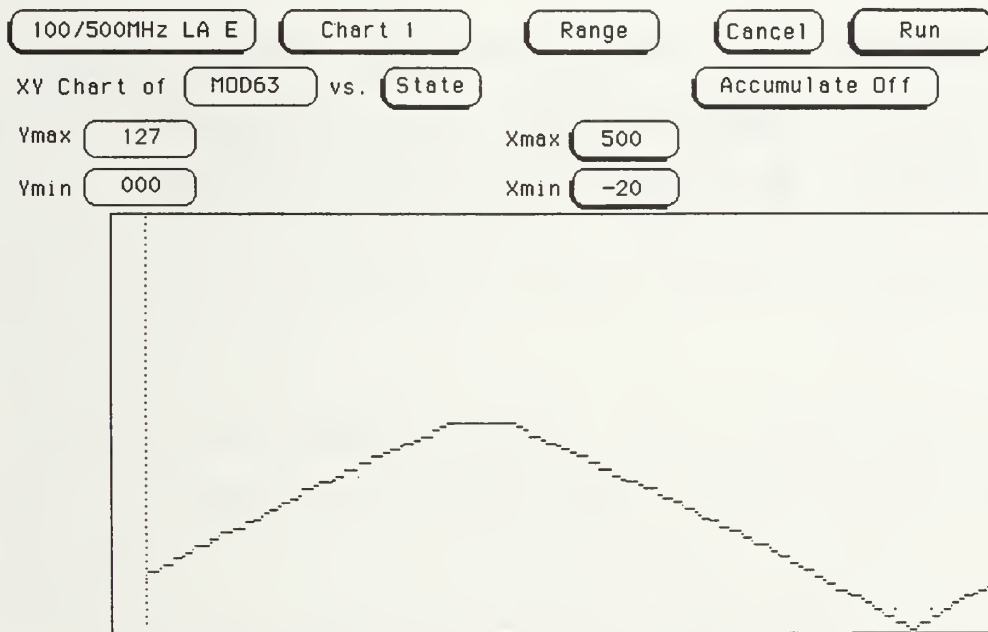 100/500MHz LA E Chart 1 Range Cancel Run
XY Chart of MOD63 vs. State Accumulate Off
Ymax 127 Xmax 500
Ymin 000 Xmin -20